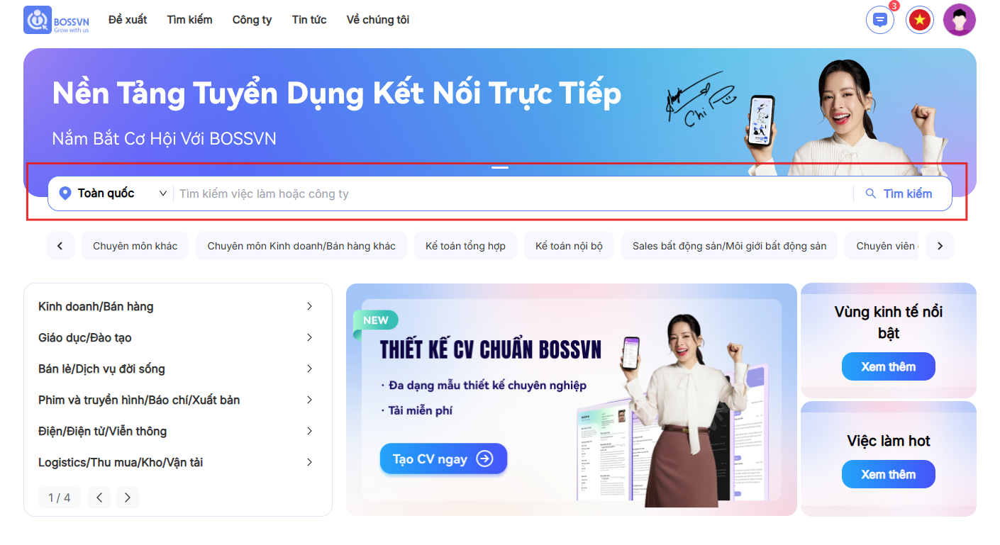 BOSSVN
Grow with us
Đề xuất
Tìm kiếm
Công ty
Tin tức
Về chúng tôi
3
Nền Tảng Tuyển Dụng Kết Nối Trực Tiếp
Nắm Bắt Cơ Hội Với BOSSVN
Chi Pu
Toàn quốc
Tìm kiếm việc làm hoặc công ty
Tìm kiếm
Chuyên môn khác
Chuyên môn Kinh doanh/Bán hàng khác
Kế toán tổng hợp
Kế toán nội bộ
Sales bất động sản/Môi giới bất động sản
Chuyên viên
Kinh doanh/Bán hàng
Giáo dục/Đào tạo
Bán lẻ/Dịch vụ đời sống
Phim và truyền hình/Báo chí/Xuất bản
Điện/Điện tử/Viễn thông
Logistics/Thu mua/Kho/Vận tải
1 / 4
NEW
THIẾT KẾ CV CHUẨN BOSSVN
· Đa dạng mẫu thiết kế chuyên nghiệp
· Tải miễn phí
Tạo CV ngay
Vùng kinh tế nổi
bật
Xem thêm
Việc làm hot
Xem thêm